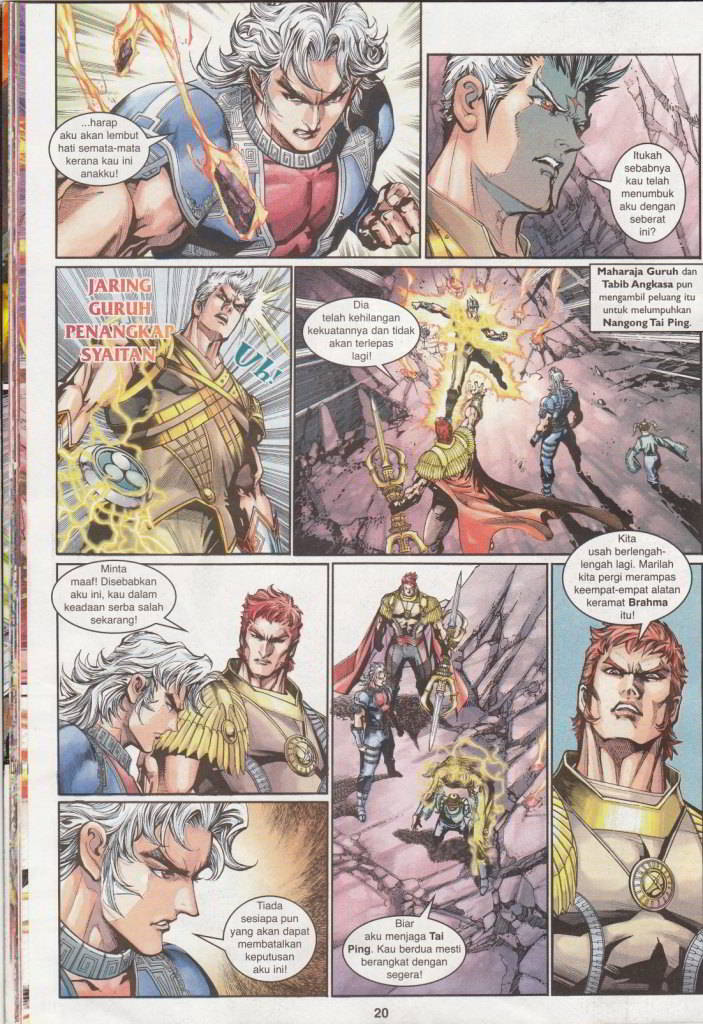 ...harap
aku akan lembut
hati semata-mata
kerana kau ini
anakku!
Itukah
sebabnya
kau telah
menumbuk
aku dengan
seberat
ini?
JARING
GURUH
PENANGKAP
SYAITAN
Uh!
Dia
telah kehilangan
kekuatannya dan tidak
akan terlepas
lagi!
Maharaja Guruh dan
Tabib Angkasa pun
mengambil peluang itu
untuk melumpuhkan
Nangong Tai Ping.
Minta
maaf! Disebabkan
aku ini, kau dalam
keadaan serba salah
sekarang!
Tiada
sesiapa pun
yang akan dapat
membatalkan
keputusan
aku ini!
Biar
aku menjaga Tai
Ping. Kau berdua mesti
berangkat dengan
segera!
Kita
usah berlengah-
lengah lagi. Marilah
kita pergi merampas
keempat-empat alatan
keramat Brahma
itu!
20